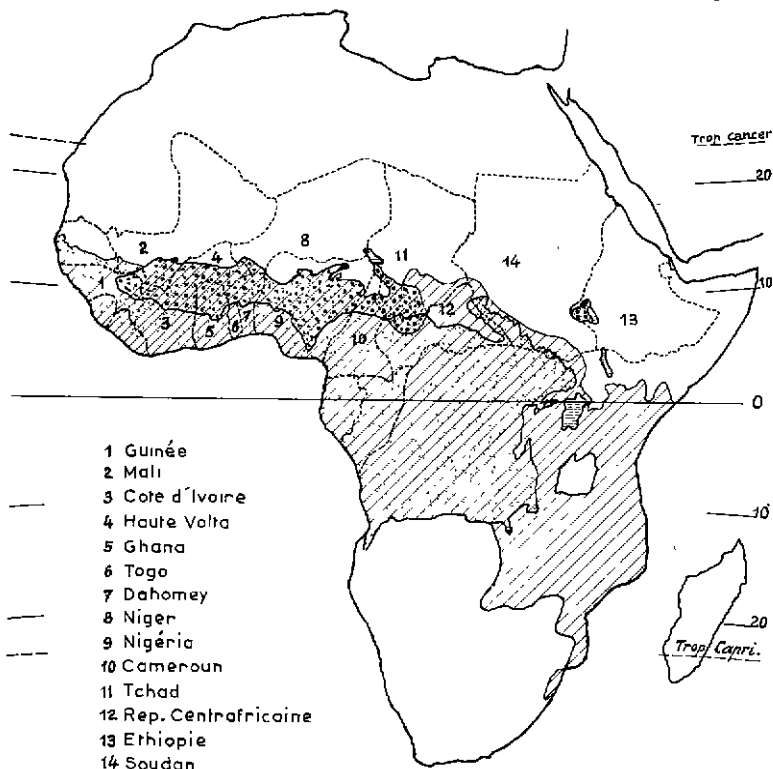 Trop cancer
20
2
4
8
11
14
1
12
10
13
3
5
6
7
9
10
0
1 Guinée
2 Mali
3 Cote d'Ivoire
4 Haute Volta
5 Ghana
10
6 Togo
7 Dahomey
8 Niger
20
9 Nigéria
Trop Capri.
10 Cameroun
11 Tchad
12 Rep. Centrafricaine
13 Ethiopie
14 Soudan